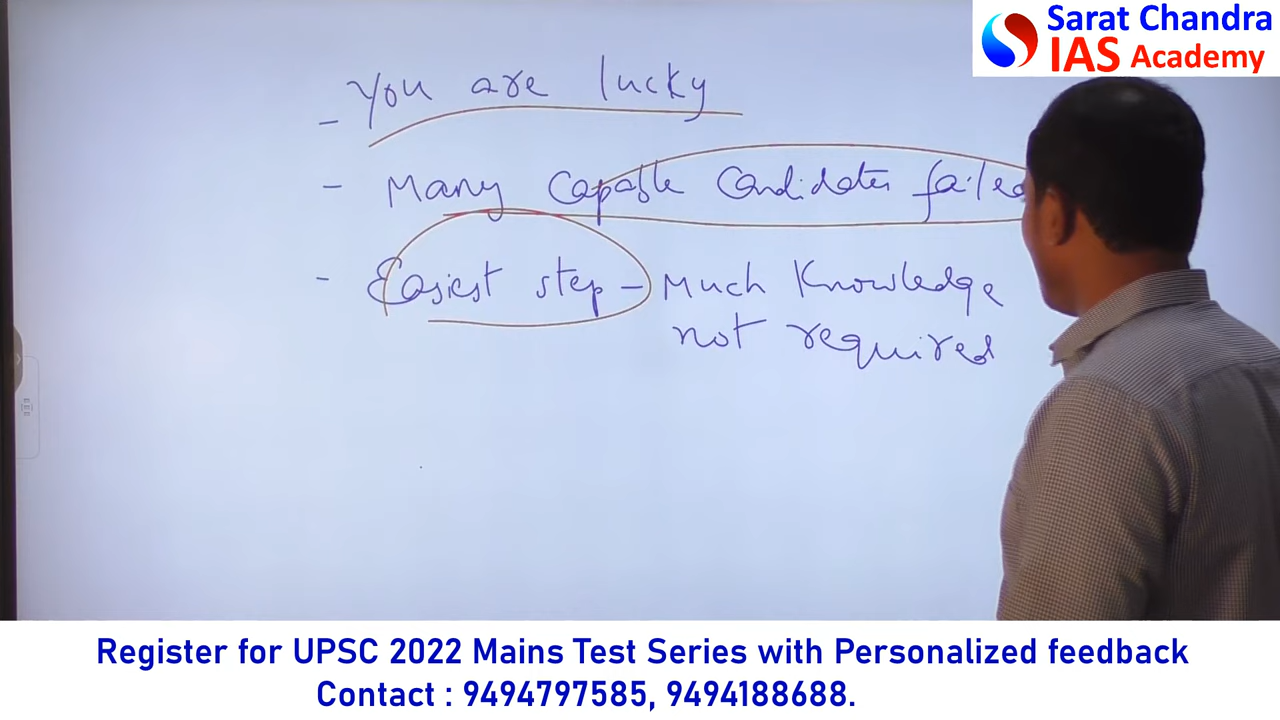 Sarat Chandra
IAS Academy
- You are lucky
- Many Capable Candidates failed
- Easiest step - Much Knowledge
not required
Register for UPSC 2022 Mains Test Series with Personalized feedback
Contact : 9494797585, 9494188688.